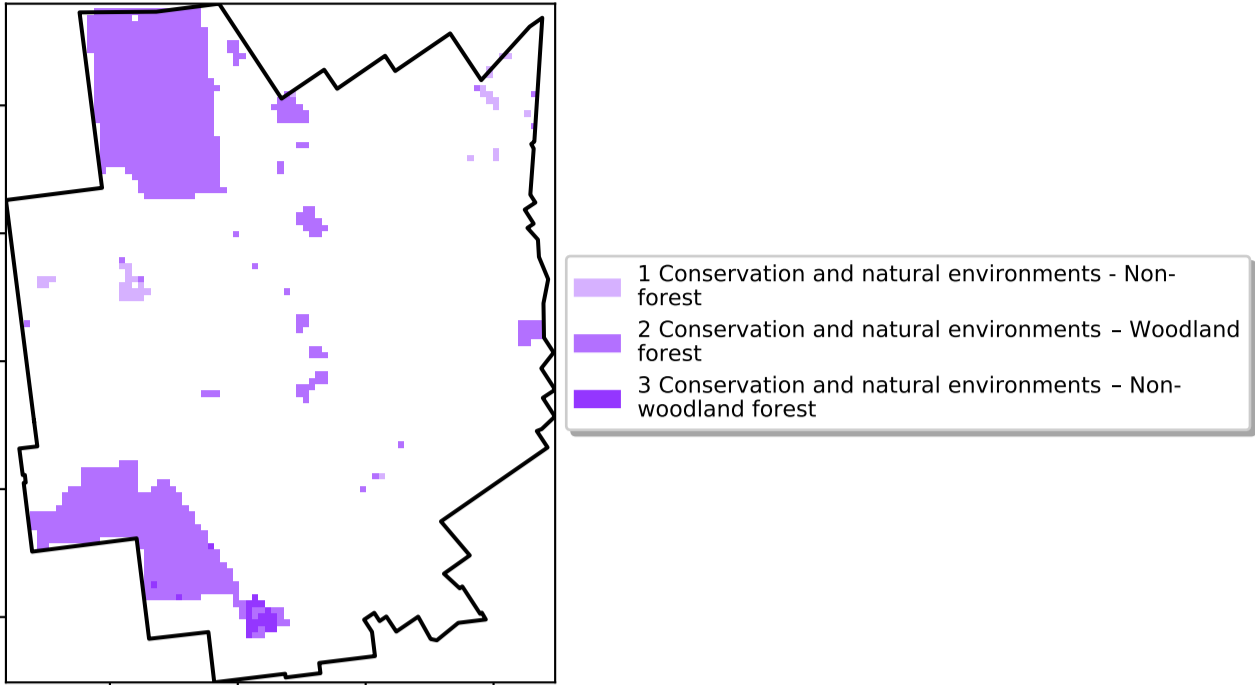 1 Conservation and natural environments - Non-
forest
2 Conservation and natural environments – Woodland
forest
3 Conservation and natural environments – Non-
woodland forest